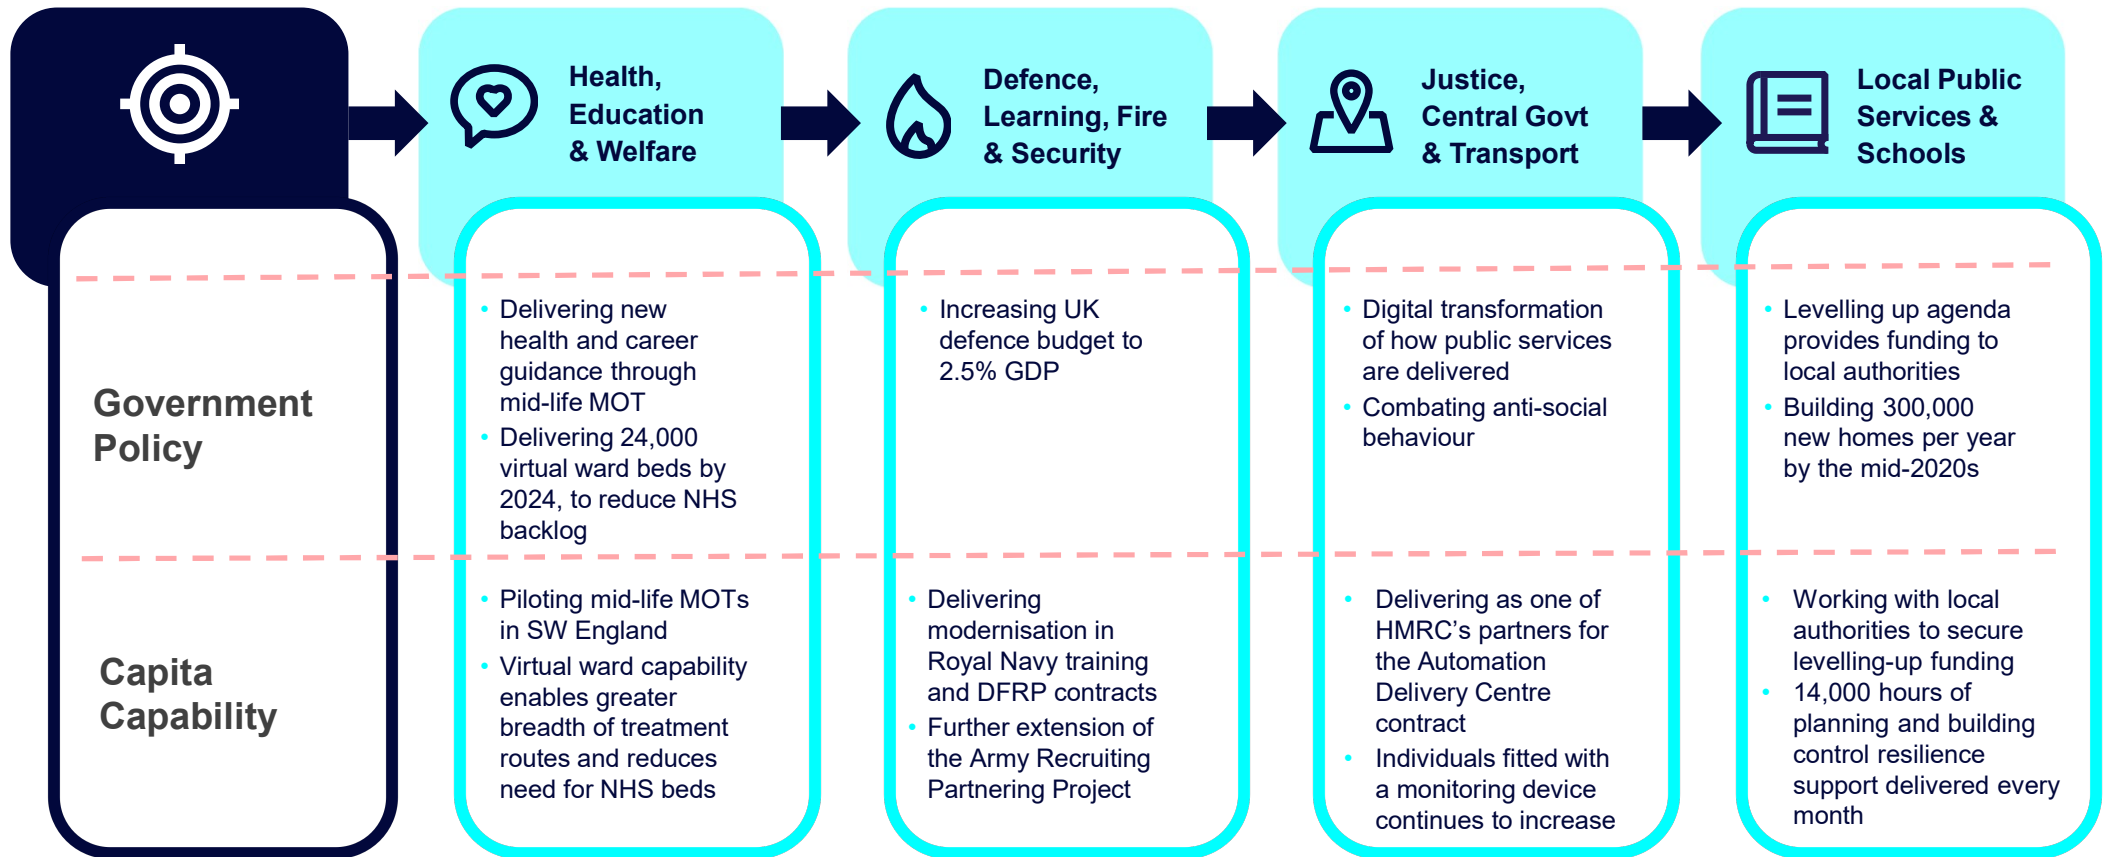 Health,
Education
& Welfare
Defence,
Learning, Fire
& Security
Justice,
Central Govt
& Transport
Local Public
Services &
Schools
Government
Policy
• Delivering new
health and career
guidance through
mid-life MOT
• Delivering 24,000
virtual ward beds by
2024, to reduce NHS
backlog
• Increasing UK
defence budget to
2.5% GDP
• Digital transformation
of how public services
are delivered
• Combating anti-social
behaviour
• Levelling up agenda
provides funding to
local authorities
• Building 300,000
new homes per year
by the mid-2020s
Capita
Capability
• Piloting mid-life MOTs
in SW England
• Virtual ward capability
enables greater
breadth of treatment
routes and reduces
need for NHS beds
• Delivering
modernisation in
Royal Navy training
and DFRP contracts
• Further extension of
the Army Recruiting
Partnering Project
• Delivering as one of
HMRC’s partners for
the Automation
Delivery Centre
contract
• Individuals fitted with
a monitoring device
continues to increase
• Working with local
authorities to secure
levelling-up funding
• 14,000 hours of
planning and building
control resilience
support delivered every
month